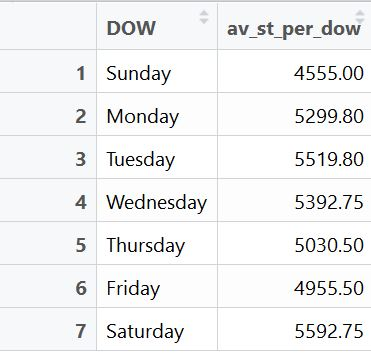 DOW av_st_per_dow
1 Sunday 4555.00
2 Monday 5299.80
3 Tuesday 5519.80
4 Wednesday 5392.75
5 Thursday 5030.50
6 Friday 4955.50
7 Saturday 5592.75